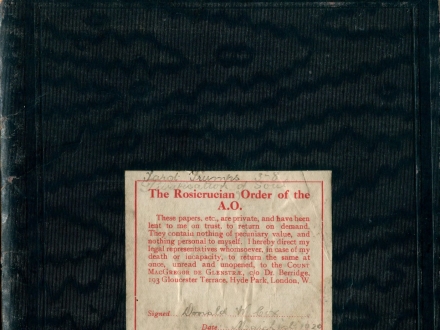 Tarot Trumps
The Rosicrucian Order of the
A.O.
These papers, etc., are private, and have been
lent to me on trust, to return on demand.
They contain nothing of pecuniary value, and
nothing personal to myself. I hereby direct my
legal representatives whomsoever, in case of my
death or incapacity, to return the same at
once, unread and unopened, to the Count
MacGregor de Glenstrae, c/o Dr. Berridge,
193 Gloucester Terrace, Hyde Park, London, W.
Signed Donald
Date